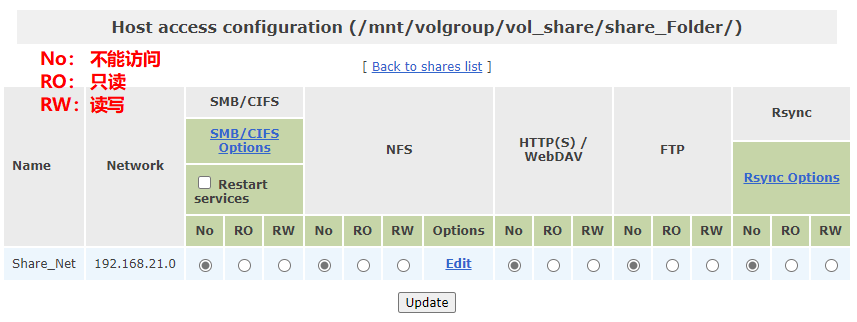 Host access configuration (/mnt/volgroup/vol_share/share_Folder/)
No： 不能访问
RO： 只读
RW：读写
[ Back to shares list ]
Name
Network
SMB/CIFS
SMB/CIFS
Options
Restart
services
NFS
HTTP(S) /
WebDAV
FTP
Rsync
Rsync Options
No RO RW No RO RW Options No RO RW No RO RW No RO RW
Share_Net 192.168.21.0 Edit
Update